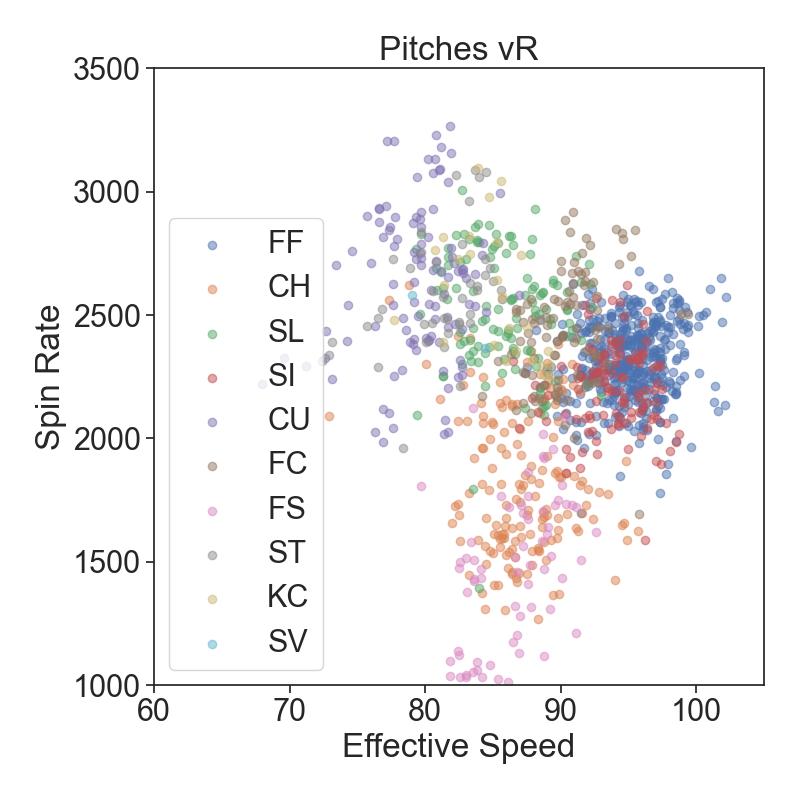 Pitches vR
3500
3000
2500
2000
1500
1000
Spin Rate
FF
CH
SL
SI
CU
FC
FS
ST
KC
SV
60 70 80 90 100
Effective Speed